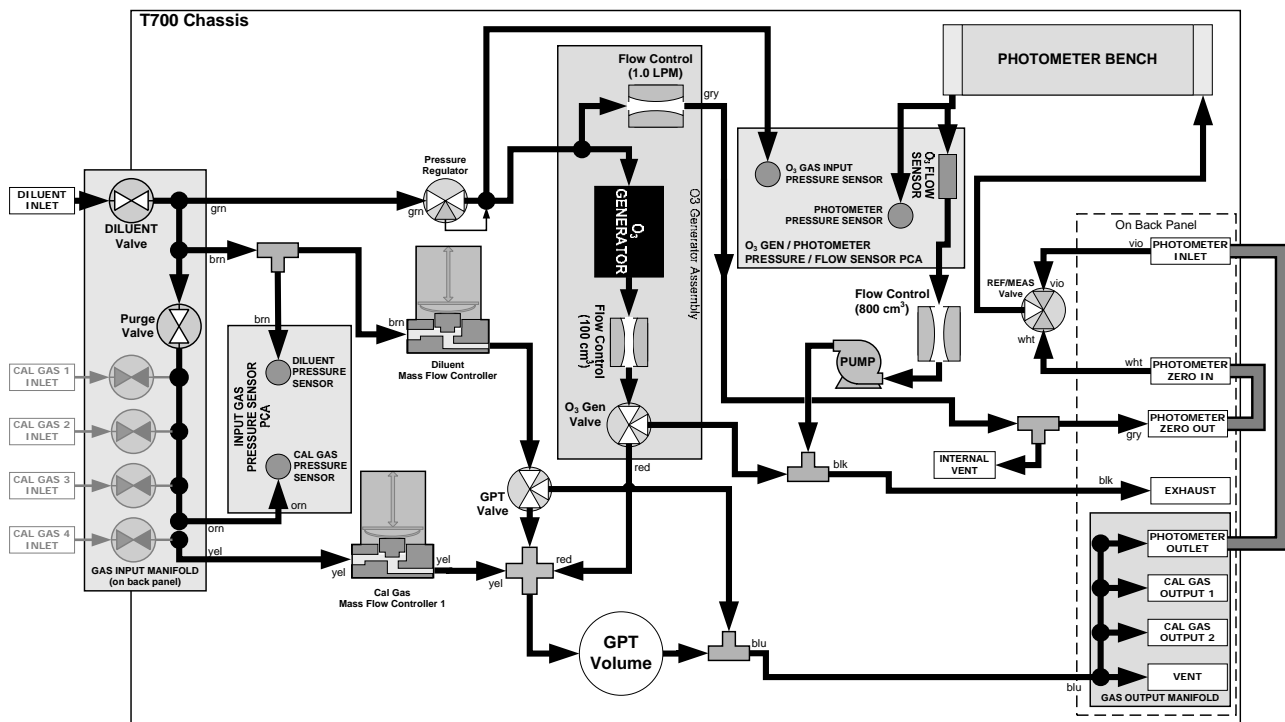 T700 Chassis
Flow Control
(1.0 LPM)
gry
PHOTOMETER BENCH
Pressure
Regulator
O3 GAS INPUT
PRESSURE SENSOR
O3 FLOW
SENSOR
PHOTOMETER
PRESSURE SENSOR
O3 GEN / PHOTOMETER
PRESSURE / FLOW SENSOR PCA
O3
GENERATOR
O3 Generator Assembly
DILUENT
INLET
DILUENT
Valve
grn
grn
brn
brn
brn
Purge
Valve
DILUENT
PRESSURE
SENSOR
INPUT GAS
PRESSURE SENSOR
PCA
CAL GAS
PRESSURE
SENSOR
orn
orn
Diluent
Mass Flow Controller
Flow Control
(100 cm3)
O3 Gen
Valve
red
Flow Control
(800 cm3)
PUMP
On Back Panel
vio
vio
PHOTOMETER
INLET
REF/MEAS
Valve
wht
wht
PHOTOMETER
ZERO IN
PHOTOMETER
ZERO OUT
gry
INTERNAL
VENT
blk
blk
EXHAUST
CAL GAS 1
INLET
CAL GAS 2
INLET
CAL GAS 3
INLET
CAL GAS 4
INLET
yel
GAS INPUT MANIFOLD
(on back panel)
yel
yel
yel
red
Cal Gas
Mass Flow Controller 1
GPT
Valve
GPT
Volume
blu
blu
PHOTOMETER
OUTLET
CAL GAS
OUTPUT 1
CAL GAS
OUTPUT 2
VENT
GAS OUTPUT MANIFOLD